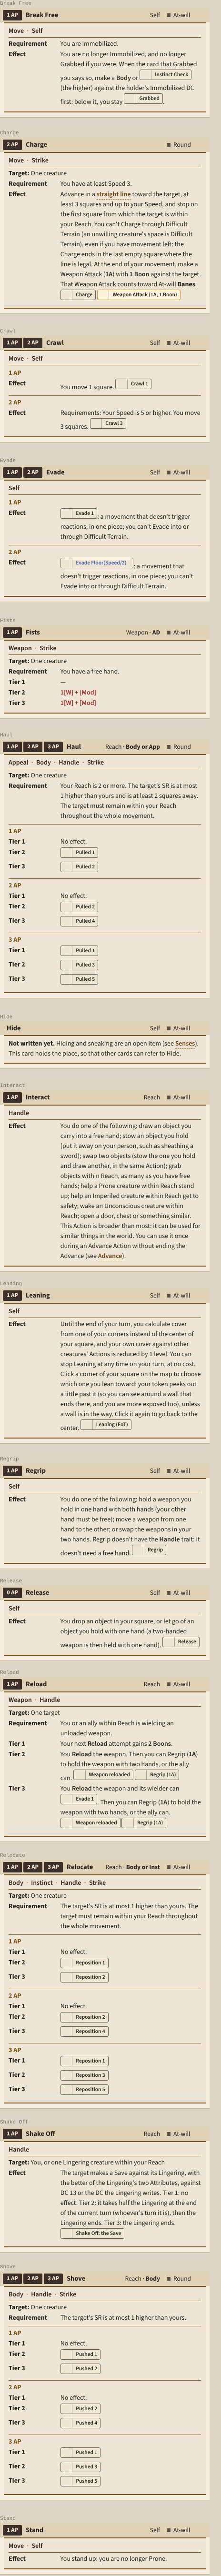 Break Free
1 AP Break Free Self ■ At-will
Move · Self
Requirement You are Immobilized.
Effect You are no longer Immobilized, and no longer
Grabbed if you were. When the card that Grabbed
you says so, make a Body or Instinct Check
(the higher) against the holder's Immobilized DC
first: below it, you stay Grabbed
Charge
2 AP Charge ■ Round
Move · Strike
Target: One creature
Requirement You have at least Speed 3.
Effect Advance in a straight line toward the target, at
least 3 squares and up to your Speed, and stop on
the first square from which the target is within
your Reach. You can't Charge through Difficult
Terrain (an unwilling creature's space is Difficult
Terrain), even if you have movement left: the
Charge ends in the last empty square where the
line is legal. At the end of your movement, make a
Weapon Attack (1A) with 1 Boon against the target.
That Weapon Attack counts toward At-will Banes.
Charge Weapon Attack (1A, 1 Boon)
Crawl
1 AP 2 AP Crawl Self ■ At-will
Move · Self
1 AP
Effect You move 1 square. Crawl 1
2 AP
Effect Requirements: Your Speed is 5 or higher. You move
3 squares. Crawl 3
Evade
1 AP 2 AP Evade Self ■ At-will
Self
1 AP
Effect Evade 1 : a movement that doesn't trigger
reactions, in one piece; you can't Evade into or
through Difficult Terrain.
2 AP
Effect Evade Floor(Speed/2) : a movement that
doesn't trigger reactions, in one piece; you can't
Evade into or through Difficult Terrain.
Fists
1 AP Fists Weapon · AD
Weapon · Strike
Target: One creature
Requirement You have a free hand.
Tier 1 —
Tier 2 1[W] + [Mod]
Tier 3 1[W] + [Mod]
Haul
1 AP 2 AP 3 AP Haul Reach · Body or App ■ Round
Appeal · Body · Handle · Strike
Target: One creature
Requirement Your Reach is 2 or more. The target's SR is at most
1 higher than yours and is at least 2 squares away.
The target must remain within your Reach
throughout the whole movement.
1 AP
Tier 1 No effect.
Tier 2 Pulled 1
Tier 3 Pulled 2
2 AP
Tier 1 No effect.
Tier 2 Pulled 2
Tier 3 Pulled 4
3 AP
Tier 1 Pulled 1
Tier 2 Pulled 3
Tier 3 Pulled 5
Hide
Hide Self ■ At-will
Not written yet. Hiding and sneaking are an open item (see Senses).
This card holds the place, so that other cards can refer to Hide.
Interact
1 AP Interact Reach ■ At-will
Handle
Effect You do one of the following: draw an object you
carry into a free hand; stow an object you hold
(put it away on your person, such as sheathing a
sword); swap two objects (stow the one you hold
and draw another, in the same Action); grab
objects within Reach, as many as you have free
hands; help a Prone creature within Reach stand
up; help an Imperiled creature within Reach get to
safety; wake an Unconscious creature within
Reach; open a door, chest or something similar.
This Action is broader than most: it can be used for
similar things in the world. You can use it once
during an Advance Action without ending the
Advance (see Advance).
Leaning
1 AP Leaning Self ■ At-will
Self
Effect Until the end of your turn, you calculate cover
from one of your corners instead of the center of
your square, and your own cover against other
creatures' Actions is reduced by 1 level. You can
stop Leaning at any time on your turn, at no cost.
Click a corner of your square on the map to choose
which one you lean toward: your token peeks out
a little past it (so you can see around a wall that
ends there, and you are more exposed too), unless
a wall is in the way. Click it again to go back to the
center. Leaning (EoT)
Regrip
1 AP Regrip Self ■ At-will
Self
Effect You do one of the following: hold a weapon you
hold in one hand with both hands (your other
hand must be free); move a weapon from one
hand to the other; or swap the weapons in your
two hands. Regrip doesn't have the Handle trait: it
doesn't need a free hand. Regrip
Release
0 AP Release Self ■ At-will
Self
Effect You drop an object in your square, or let go of an
object you hold with one hand (a two-handed
weapon is then held with one hand). Release
Reload
1 AP Reload Reach ■ At-will
Weapon · Handle
Target: One target
Requirement You or an ally within Reach is wielding an
unloaded weapon.
Tier 1 Your next Reload attempt gains 2 Boons.
Tier 2 You Reload the weapon. Then you can Regrip (1A)
to hold the weapon with two hands, or the ally
can. Weapon reloaded Regrip (1A)
Tier 3 You Reload the weapon and its wielder can
Evade 1 . Then you can Regrip (1A) to hold the
weapon with two hands, or the ally can.
Weapon reloaded Regrip (1A)
Relocate
1 AP 2 AP 3 AP Relocate Reach · Body or Inst ■ Round
Body · Instinct · Handle · Strike
Target: One creature
Requirement The target's SR is at most 1 higher than yours. The
target must remain within your Reach throughout
the whole movement.
1 AP
Tier 1 No effect.
Tier 2 Reposition 1
Tier 3 Reposition 2
2 AP
Tier 1 No effect.
Tier 2 Reposition 2
Tier 3 Reposition 4
3 AP
Tier 1 Reposition 1
Tier 2 Reposition 3
Tier 3 Reposition 5
Shake Off
1 AP Shake Off Reach ■ At-will
Handle
Target: You, or one Lingering creature within your Reach
Effect The target makes a Save against its Lingering, with
the better of the Lingering's two Attributes, against
DC 13 or the DC the Lingering writes. Tier 1: no
effect. Tier 2: it takes half the Lingering at the end
of the current turn (whoever's turn it is), then the
Lingering ends. Tier 3: the Lingering ends.
Shake Off: the Save
Shove
1 AP 2 AP 3 AP Shove Reach · Body ■ Round
Body · Handle · Strike
Target: One creature
Requirement The target's SR is at most 1 higher than yours.
1 AP
Tier 1 No effect.
Tier 2 Pushed 1
Tier 3 Pushed 2
2 AP
Tier 1 No effect.
Tier 2 Pushed 2
Tier 3 Pushed 4
3 AP
Tier 1 Pushed 1
Tier 2 Pushed 3
Tier 3 Pushed 5
Stand
1 AP Stand Self ■ At-will
Move · Self
Effect You stand up: you are no longer Prone.